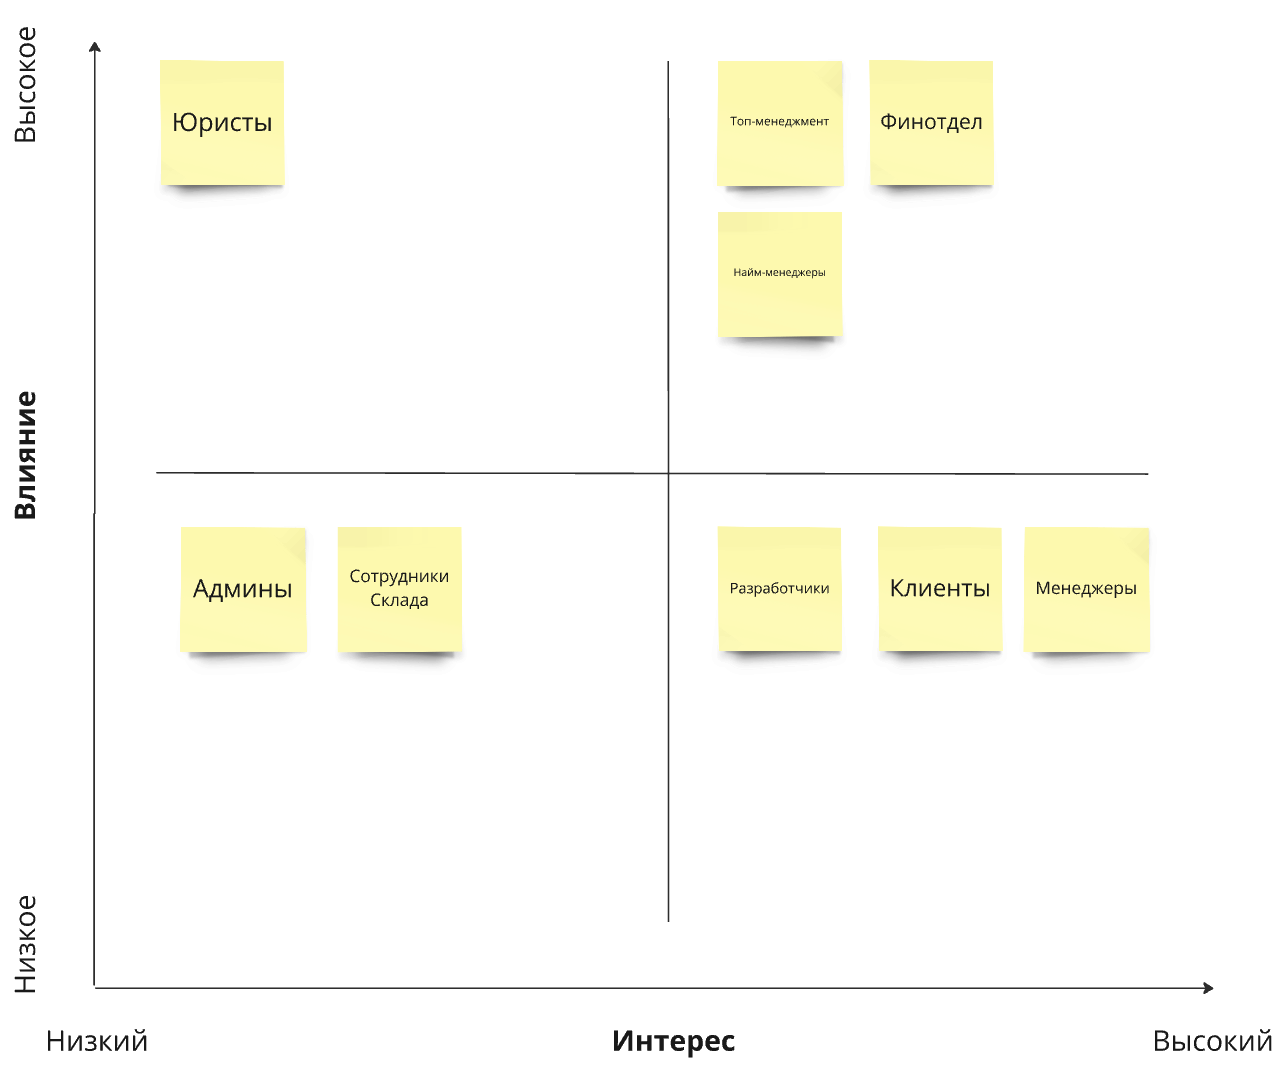 Высокое
Юристы
Топ-менеджмент
Финотдел
Найм-менеджеры
Влияние
Админы
Сотрудники
Склада
Разработчики
Клиенты
Менеджеры
Низкое
Низкий
Интерес
Высокий